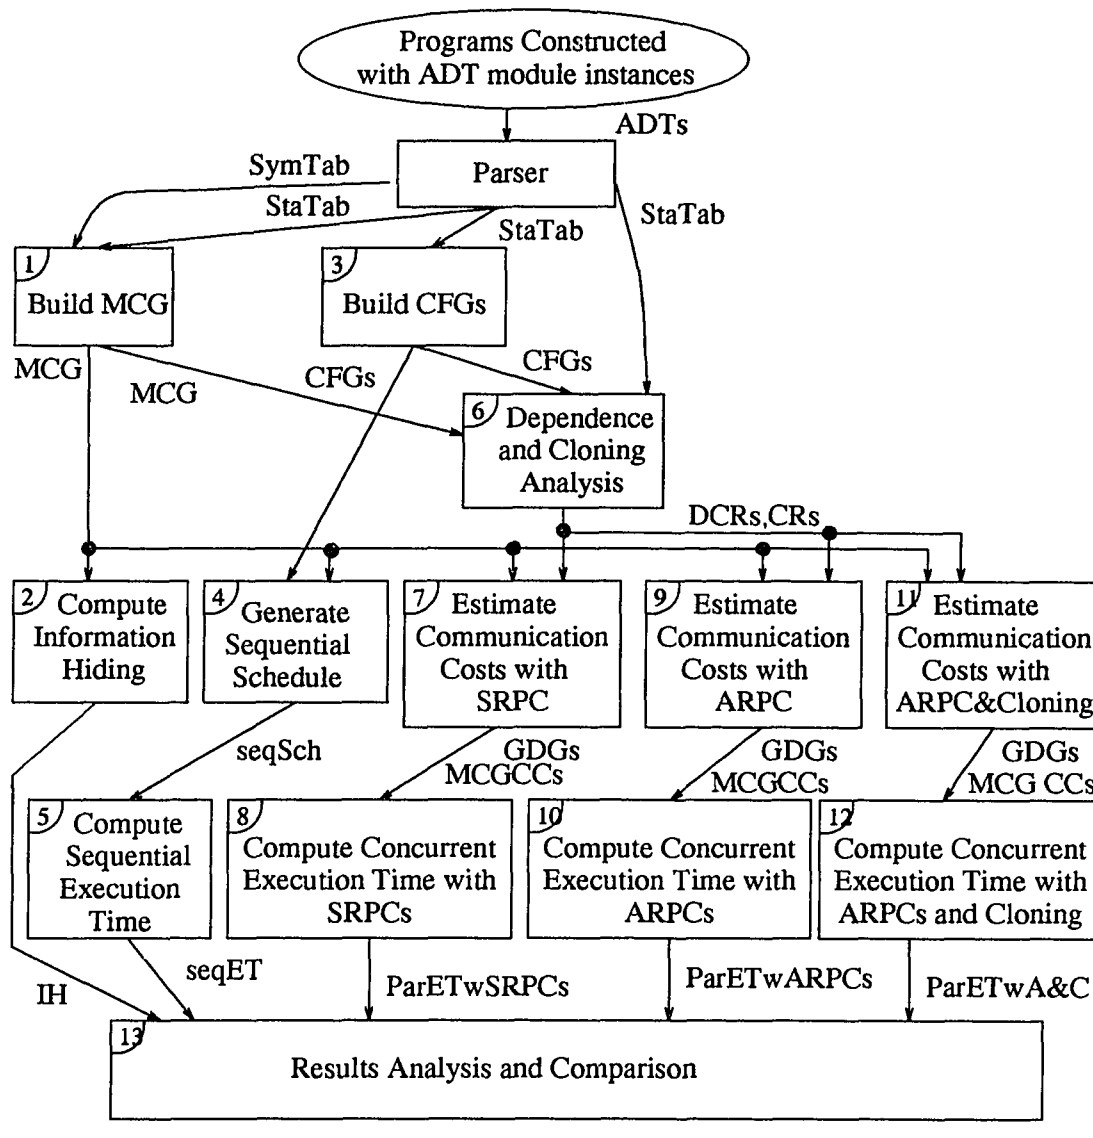 Programs Constructed
with ADT module instances
ADTs
Parser
SymTab
StaTab
StaTab
StaTab
1
Build MCG
3
Build CFGs
MCG
MCG
CFGs
CFGs
6
Dependence
and Cloning
Analysis
DCRs,CRs
2
Compute
Information
Hiding
4
Generate
Sequential
Schedule
7
Estimate
Communication
Costs with
SRPC
9
Estimate
Communication
Costs with
ARPC
11
Estimate
Communication
Costs with
ARPC&Cloning
seqSch
GDGs
MCGCCs
GDGs
MCGCCs
GDGs
MCG CCs
5
Compute
Sequential
Execution
Time
8
Compute Concurrent
Execution Time with
SRPCs
10
Compute Concurrent
Execution Time with
ARPCs
12
Compute Concurrent
Execution Time with
ARPCs and Cloning
IH
seqET
ParETwSRPCs
ParETwARPCs
ParETwA&C
13
Results Analysis and Comparison